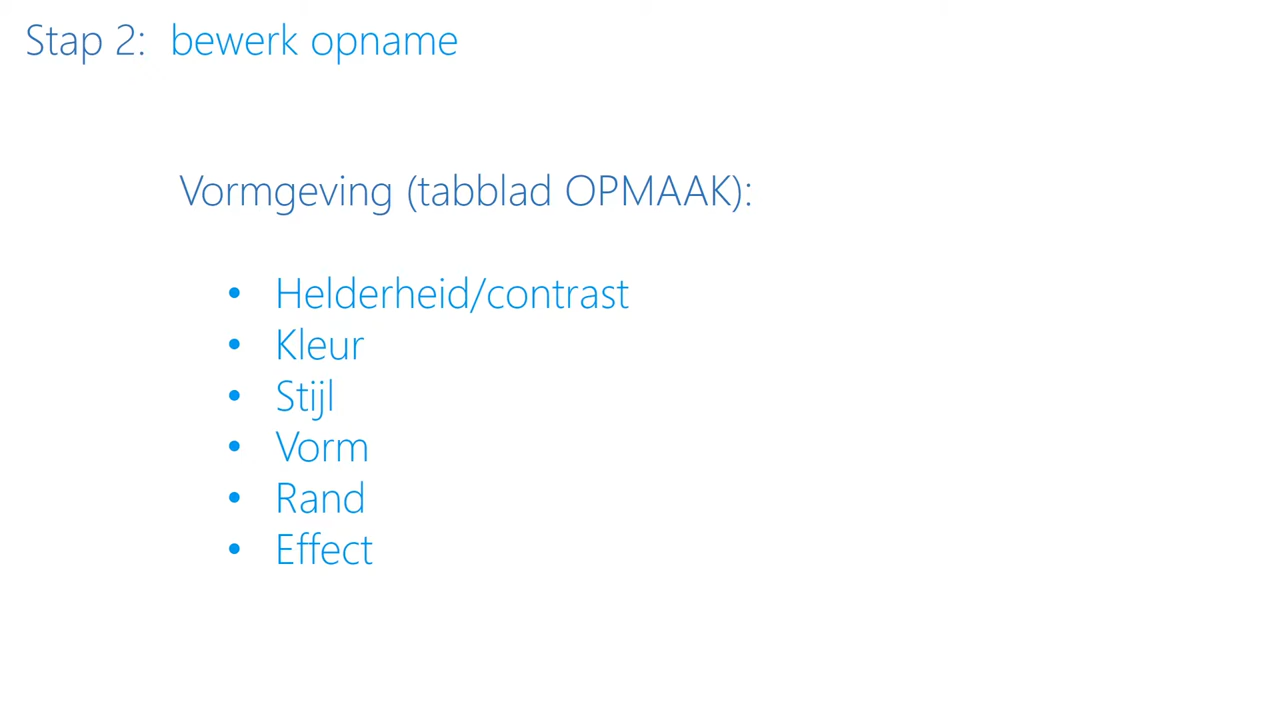 Stap 2: bewerk opname
Vormgeving (tabblad OPMAAK):
• Helderheid/contrast
• Kleur
• Stijl
• Vorm
• Rand
• Effect